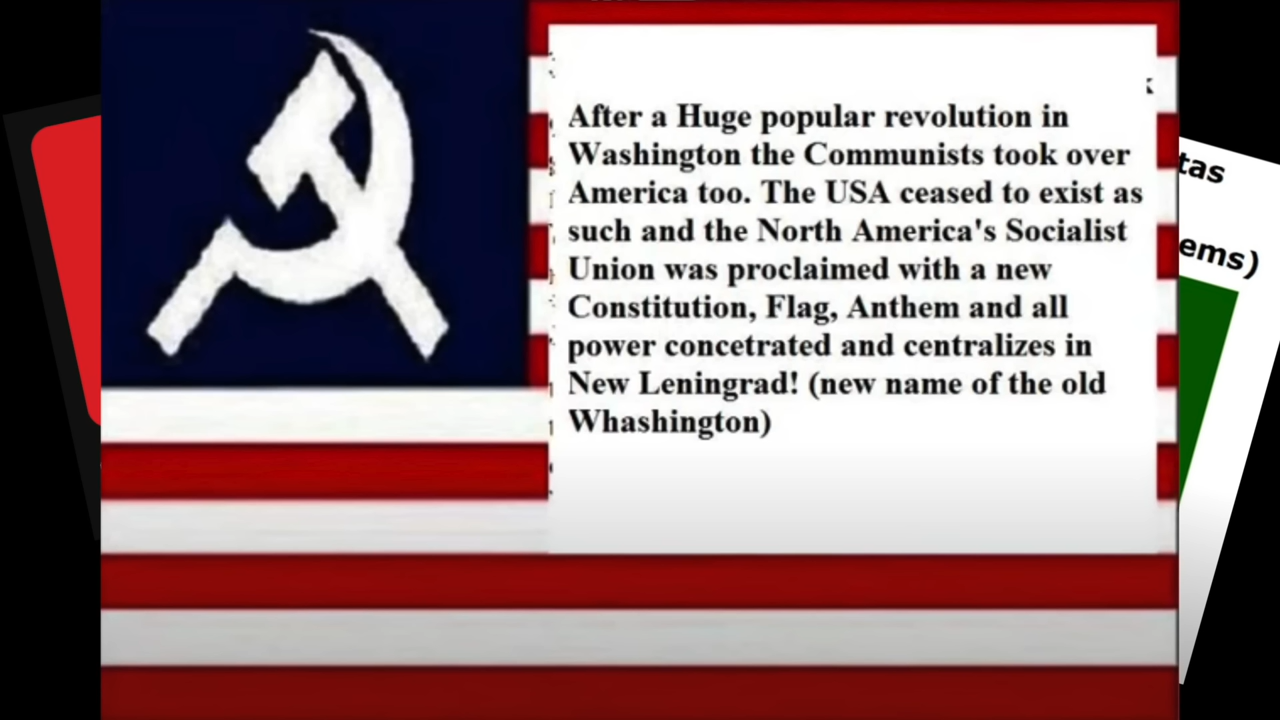 After a Huge popular revolution in
Washington the Communists took over
America too. The USA ceased to exist as
such and the North America's Socialist
Union was proclaimed with a new
Constitution, Flag, Anthem and all
power concetrated and centralizes in
New Leningrad! (new name of the old
Whashington)
tas
ems)